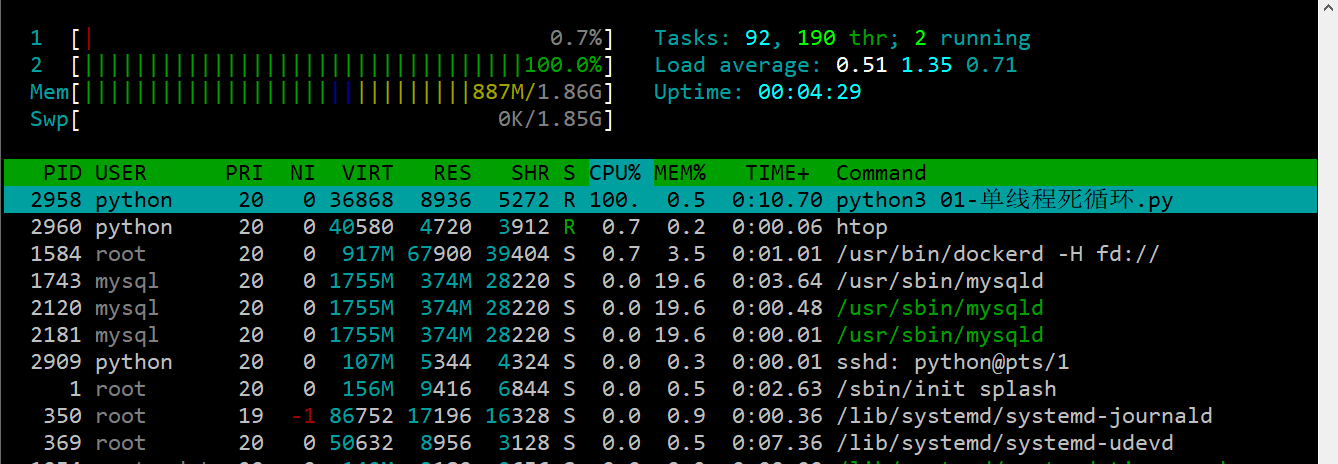 1 [| 0.7%] Tasks: 92, 190 thr; 2 running
2 [||||||||||||||||||||||||||||||||||100.0%] Load average: 0.51 1.35 0.71
Mem[||||||||||||||||||||||||||||||887M/1.86G] Uptime: 00:04:29
Swp[ 0K/1.85G]
PID USER PRI NI VIRT RES SHR S CPU% MEM% TIME+ Command
2958 python 20 0 36868 8936 5272 R 100. 0.5 0:10.70 python3 01-单线程死循环.py
2960 python 20 0 40580 4720 3912 R 0.7 0.2 0:00.06 htop
1584 root 20 0 917M 67900 39404 S 0.7 3.5 0:01.01 /usr/bin/dockerd -H fd://
1743 mysql 20 0 1755M 374M 28220 S 0.0 19.6 0:03.64 /usr/sbin/mysqld
2120 mysql 20 0 1755M 374M 28220 S 0.0 19.6 0:00.48 /usr/sbin/mysqld
2181 mysql 20 0 1755M 374M 28220 S 0.0 19.6 0:00.01 /usr/sbin/mysqld
2909 python 20 0 107M 5344 4324 S 0.0 0.3 0:00.01 sshd: python@pts/1
1 root 20 0 156M 9416 6844 S 0.0 0.5 0:02.63 /sbin/init splash
350 root 19 -1 86752 17196 16328 S 0.0 0.9 0:00.36 /lib/systemd/systemd-journald
369 root 20 0 50632 8956 3128 S 0.0 0.5 0:07.36 /lib/systemd/systemd-udevd